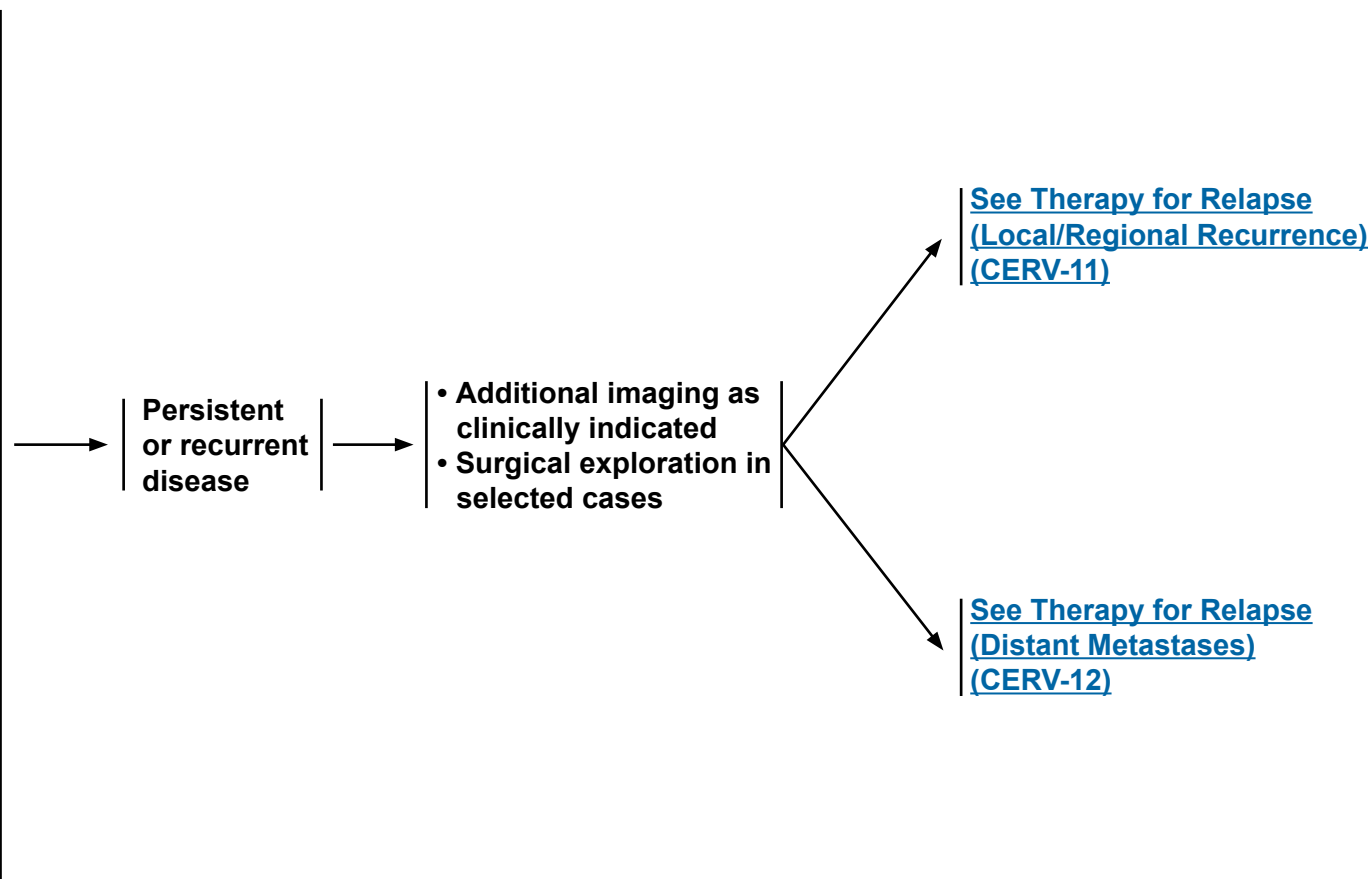 Persistent
or recurrent
disease
• Additional imaging as
clinically indicated
• Surgical exploration in
selected cases
See Therapy for Relapse
(Local/Regional Recurrence)
(CERV-11)
See Therapy for Relapse
(Distant Metastases)
(CERV-12)